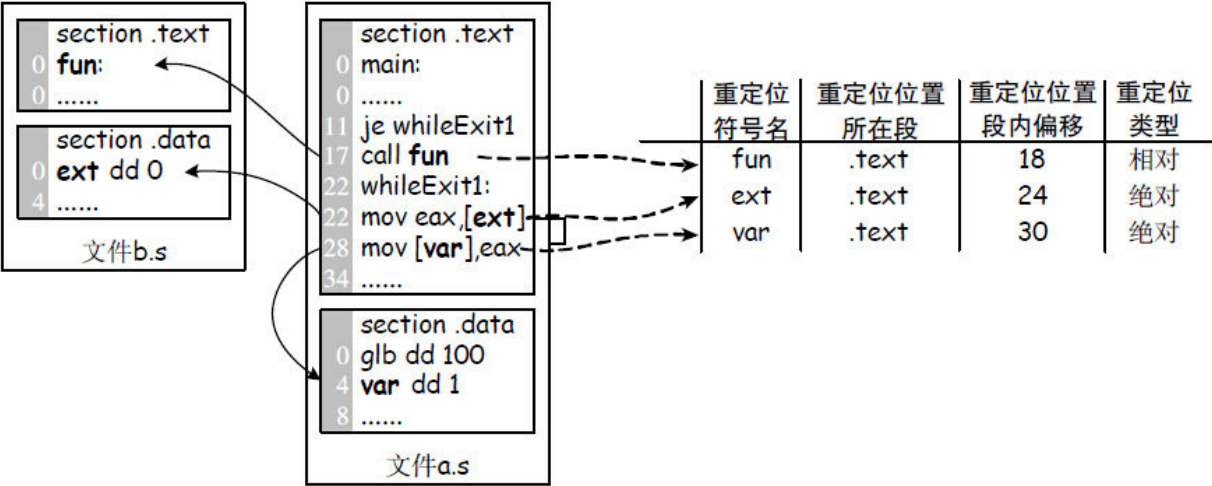 section .text
0 fun:
0 ......
section .data
0 ext dd 0
4 ......
文件b.s
section .text
0 main:
0 ......
11 je whileExit1
17 call fun
22 whileExit1:
22 mov eax,[ext]
28 mov [var],eax
34 ......
section .data
0 glb dd 100
4 var dd 1
8 ......
文件a.s
重定位 重定位位置 重定位位置 重定位
符号名 所在段 段内偏移 类型
fun .text 18 相对
ext .text 24 绝对
var .text 30 绝对